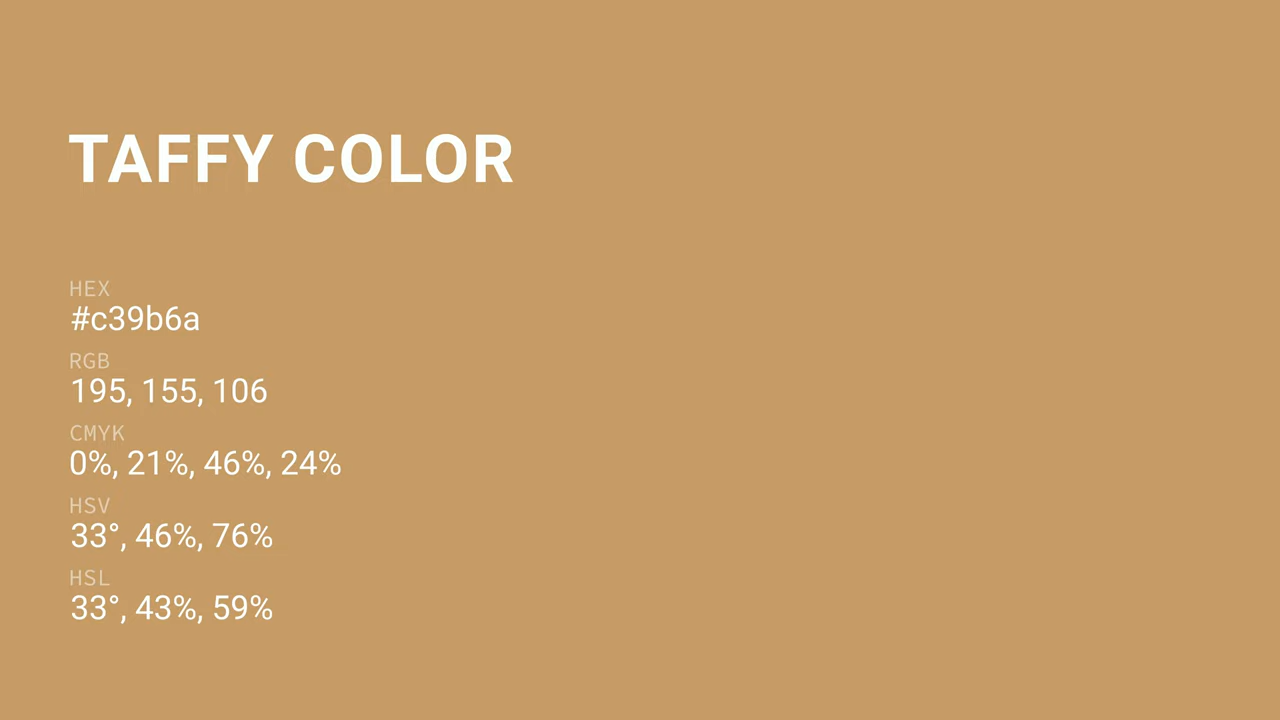 TAFFY COLOR
HEX
#c39b6a
RGB
195, 155, 106
CMYK
0%, 21%, 46%, 24%
HSV
33°, 46%, 76%
HSL
33°, 43%, 59%